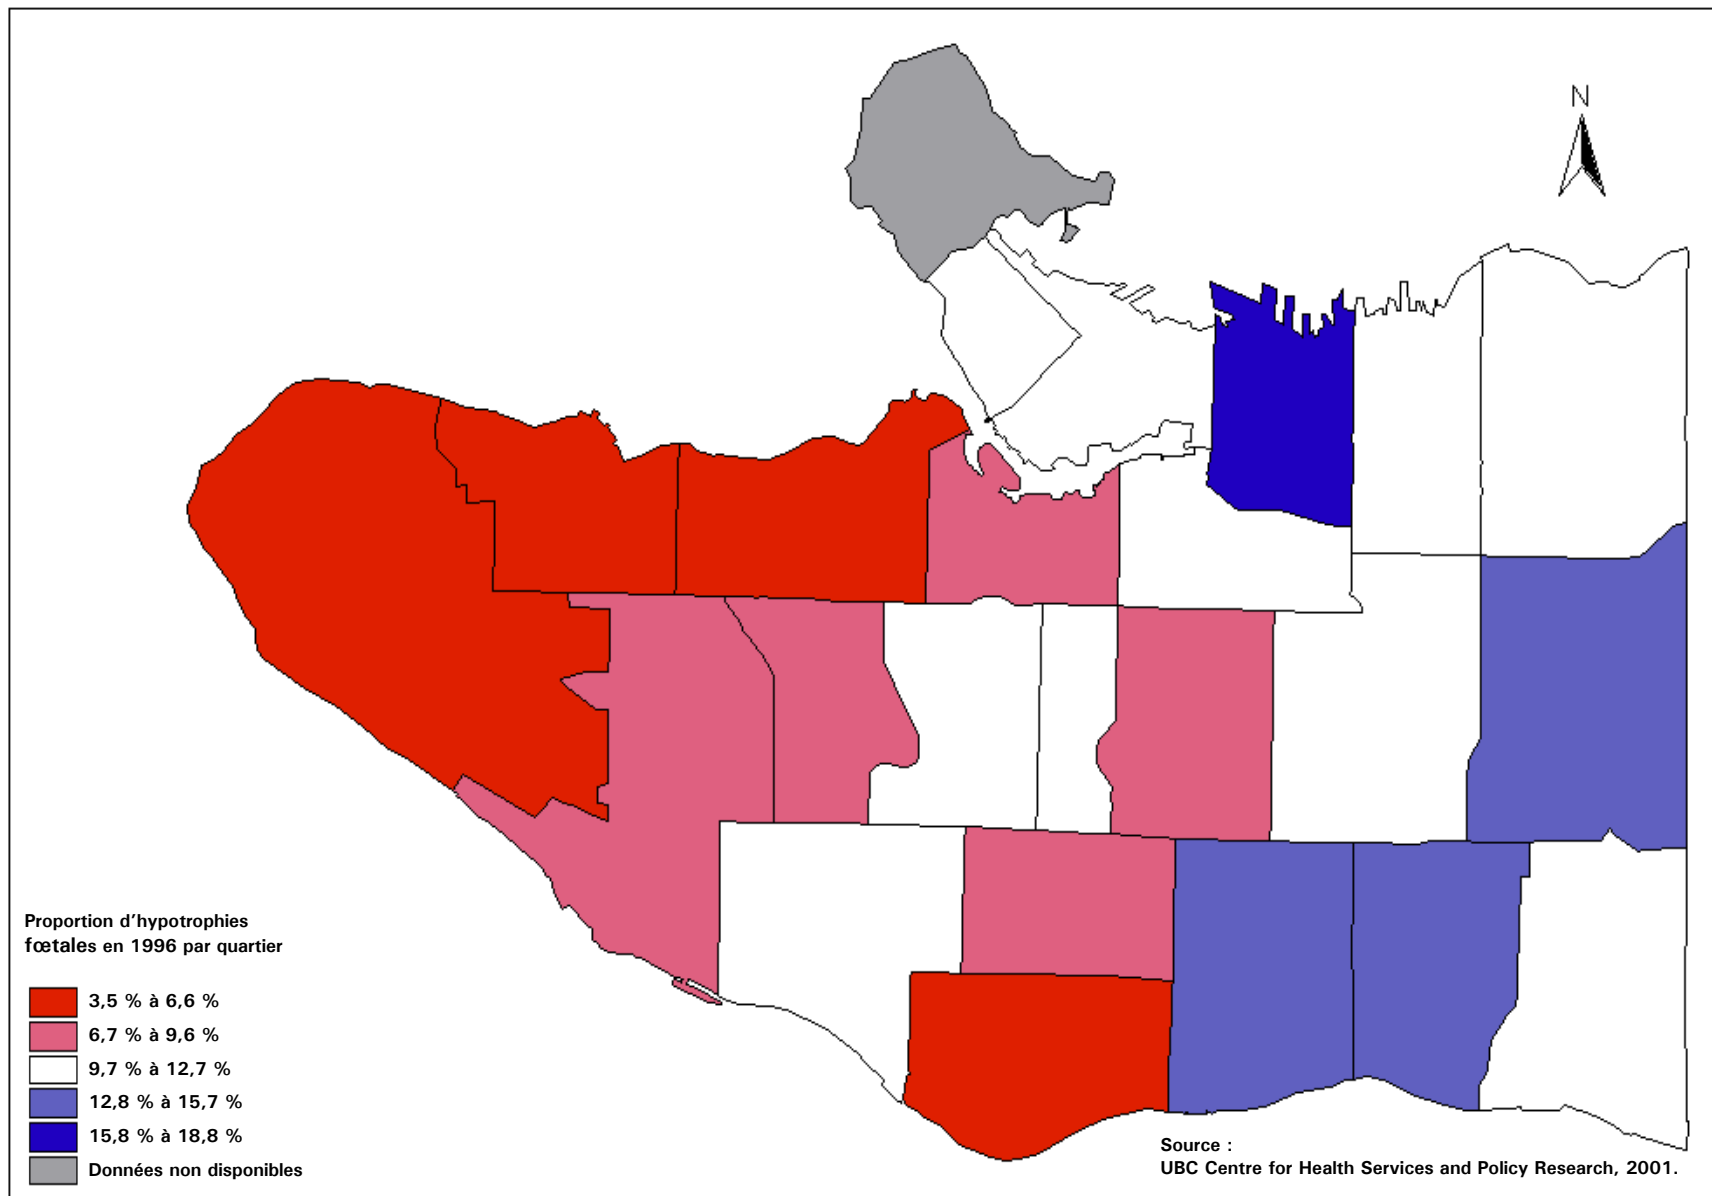 N
Proportion d'hypotrophies
fœtales en 1996 par quartier
3,5 % à 6,6 %
6,7 % à 9,6 %
9,7 % à 12,7 %
12,8 % à 15,7 %
15,8 % à 18,8 %
Données non disponibles
Source :
UBC Centre for Health Services and Policy Research, 2001.